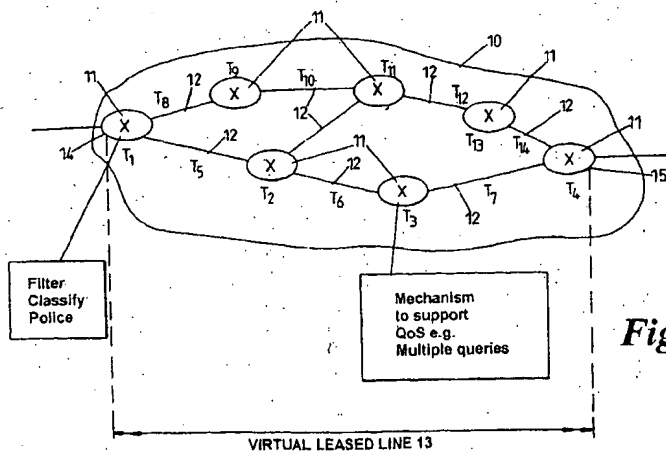 11
10
T9
T10
T11
12
11
11
T8
12
12
12
T12
12
11
X
X
X
X
X
12
T13
T14
X
14
T1
T5
11
X
15
T2
12
T4
T6
X
T7
T3
12
Filter
Classify
Police
Mechanism
to support
QoS e.g.
Multiple queries
Fig
VIRTUAL LEASED LINE 13